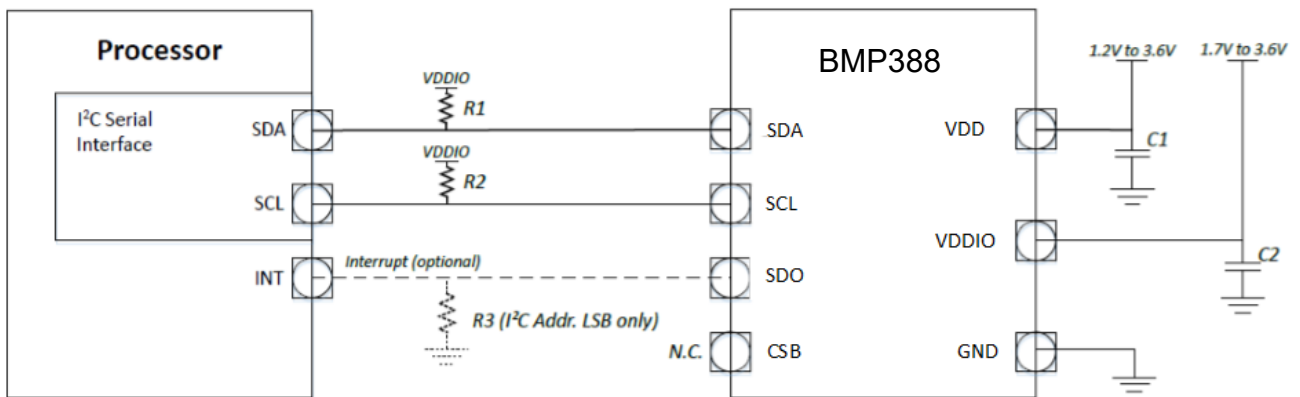 Processor
BMP388
1.2V to 3.6V
1.7V to 3.6V
I²C Serial
Interface
VDDIO
R1
SDA
SDA
VDD
C1
VDDIO
R2
SCL
SCL
VDDIO
C2
Interrupt (optional)
INT
SDO
R3 (I²C Addr. LSB only)
N.C.
CSB
GND